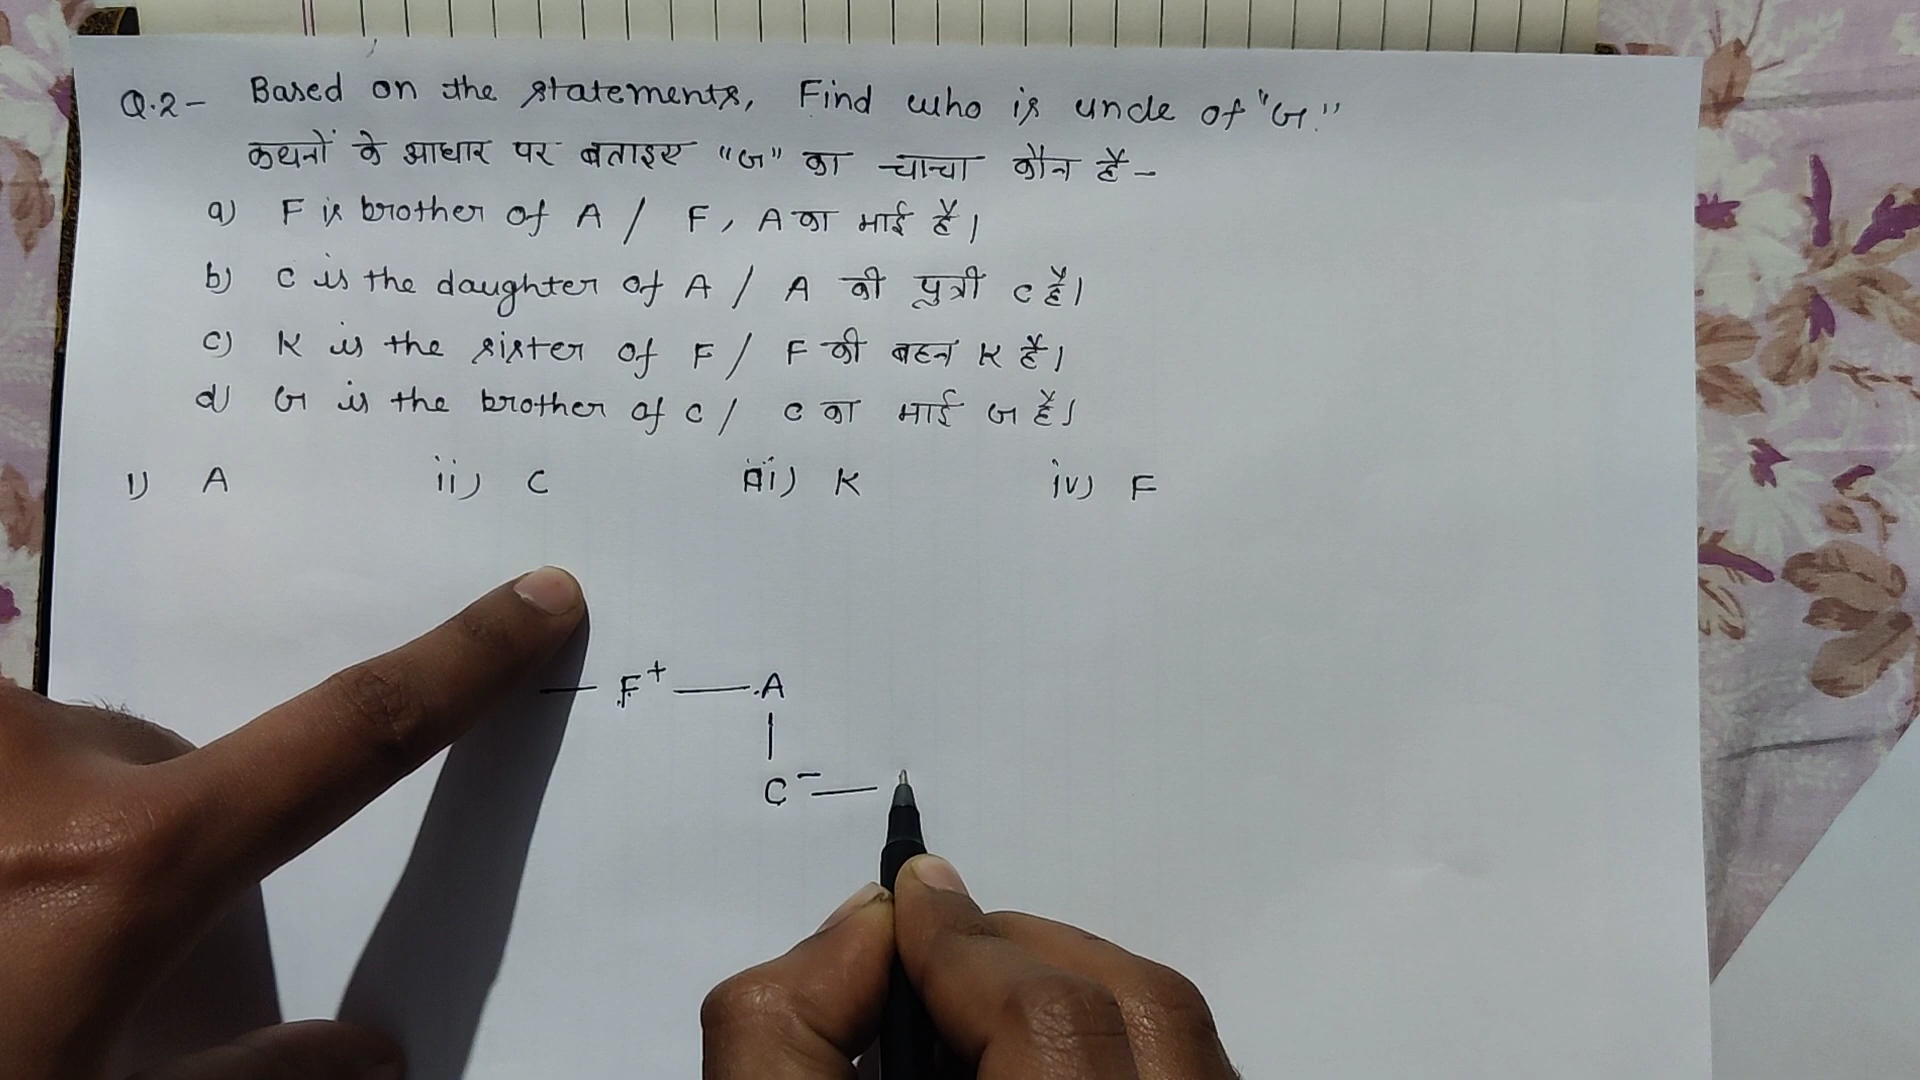 Q.2- Based on the statements, Find who is uncle of "G."
कथनों के आधार पर बताइए "G" का चाचा कौन है -
a) F is brother of A / F, A का भाई है।
b) C is the daughter of A / A की पुत्री C है।
c) K is the sister of F / F की बहन K है।
d) G is the brother of C / C का भाई G है।
i) A ii) C iii) K iv) F
— F+ — A
|
C- —